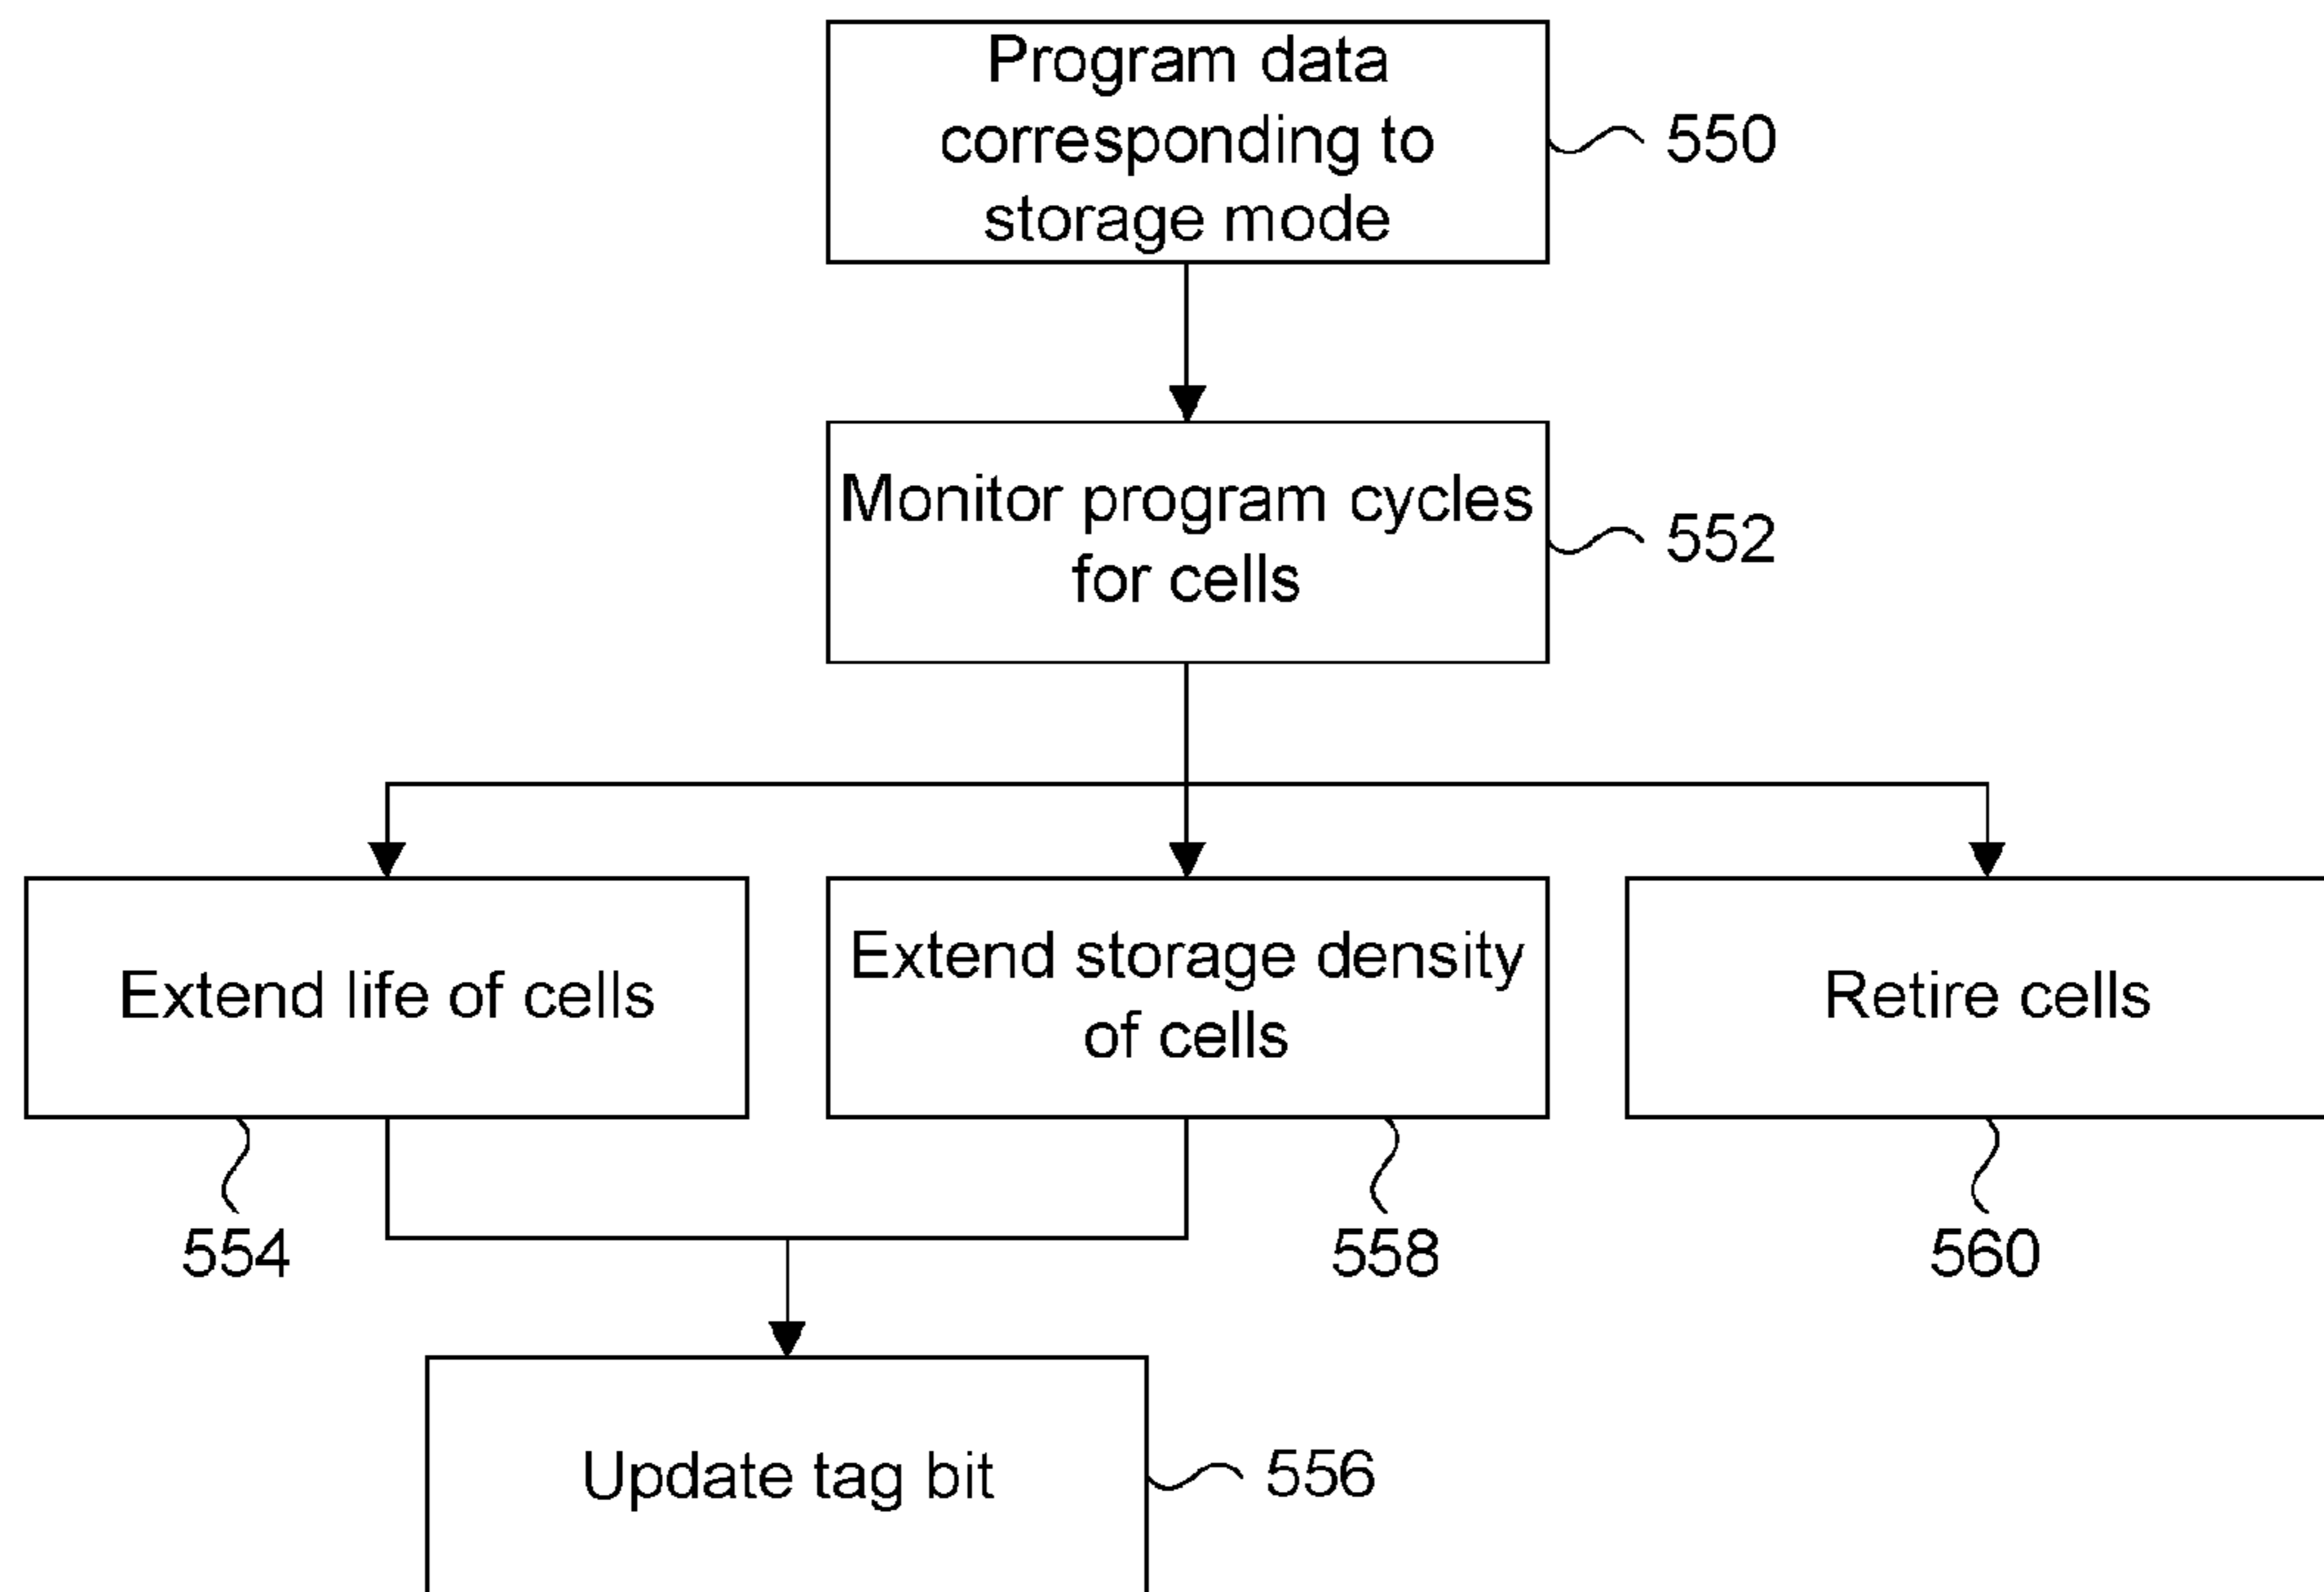 Program data
corresponding to
storage mode
550
Monitor program cycles
for cells
552
Extend life of cells
Extend storage density
of cells
Retire cells
554
558
560
Update tag bit
556